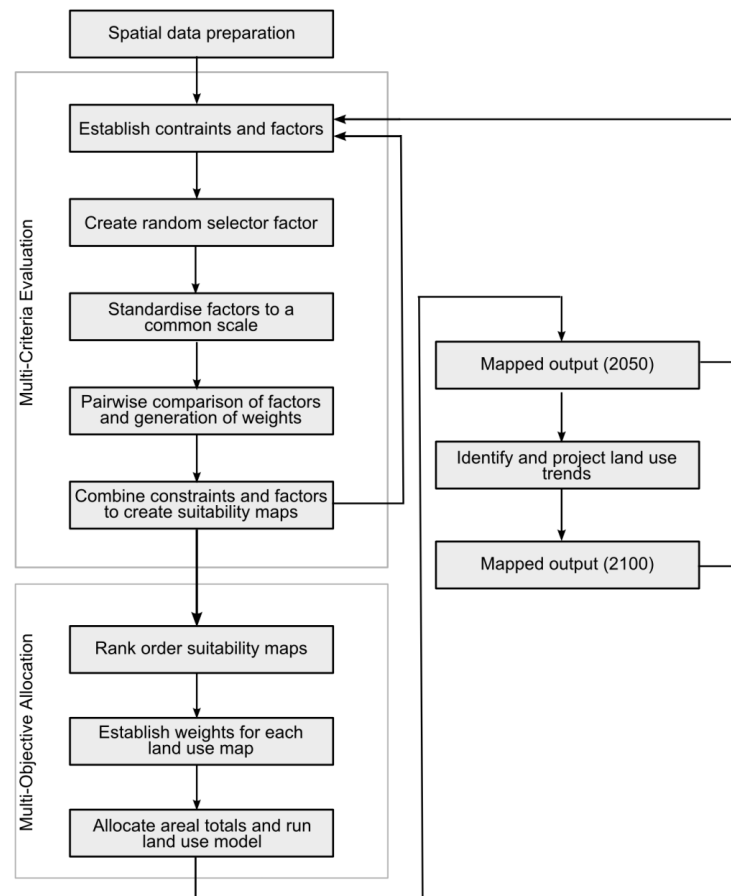 Spatial data preparation
Multi-Criteria Evaluation
Establish contraints and factors
Create random selector factor
Standardise factors to a
common scale
Pairwise comparison of factors
and generation of weights
Combine constraints and factors
to create suitability maps
Multi-Objective Allocation
Rank order suitability maps
Establish weights for each
land use map
Allocate areal totals and run
land use model
Mapped output (2050)
Identify and project land use
trends
Mapped output (2100)